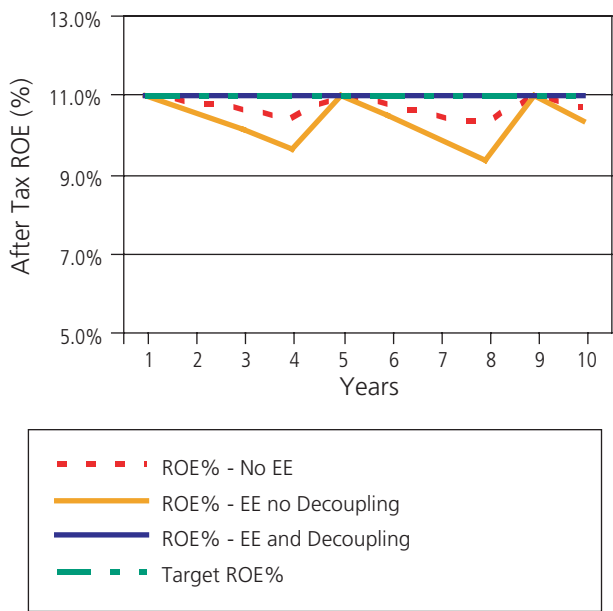 13.0%
11.0%
9.0%
7.0%
5.0%
After Tax ROE (%)
1 2 3 4 5 6 7 8 9 10
Years
ROE% - No EE
ROE% - EE no Decoupling
ROE% - EE and Decoupling
Target ROE%